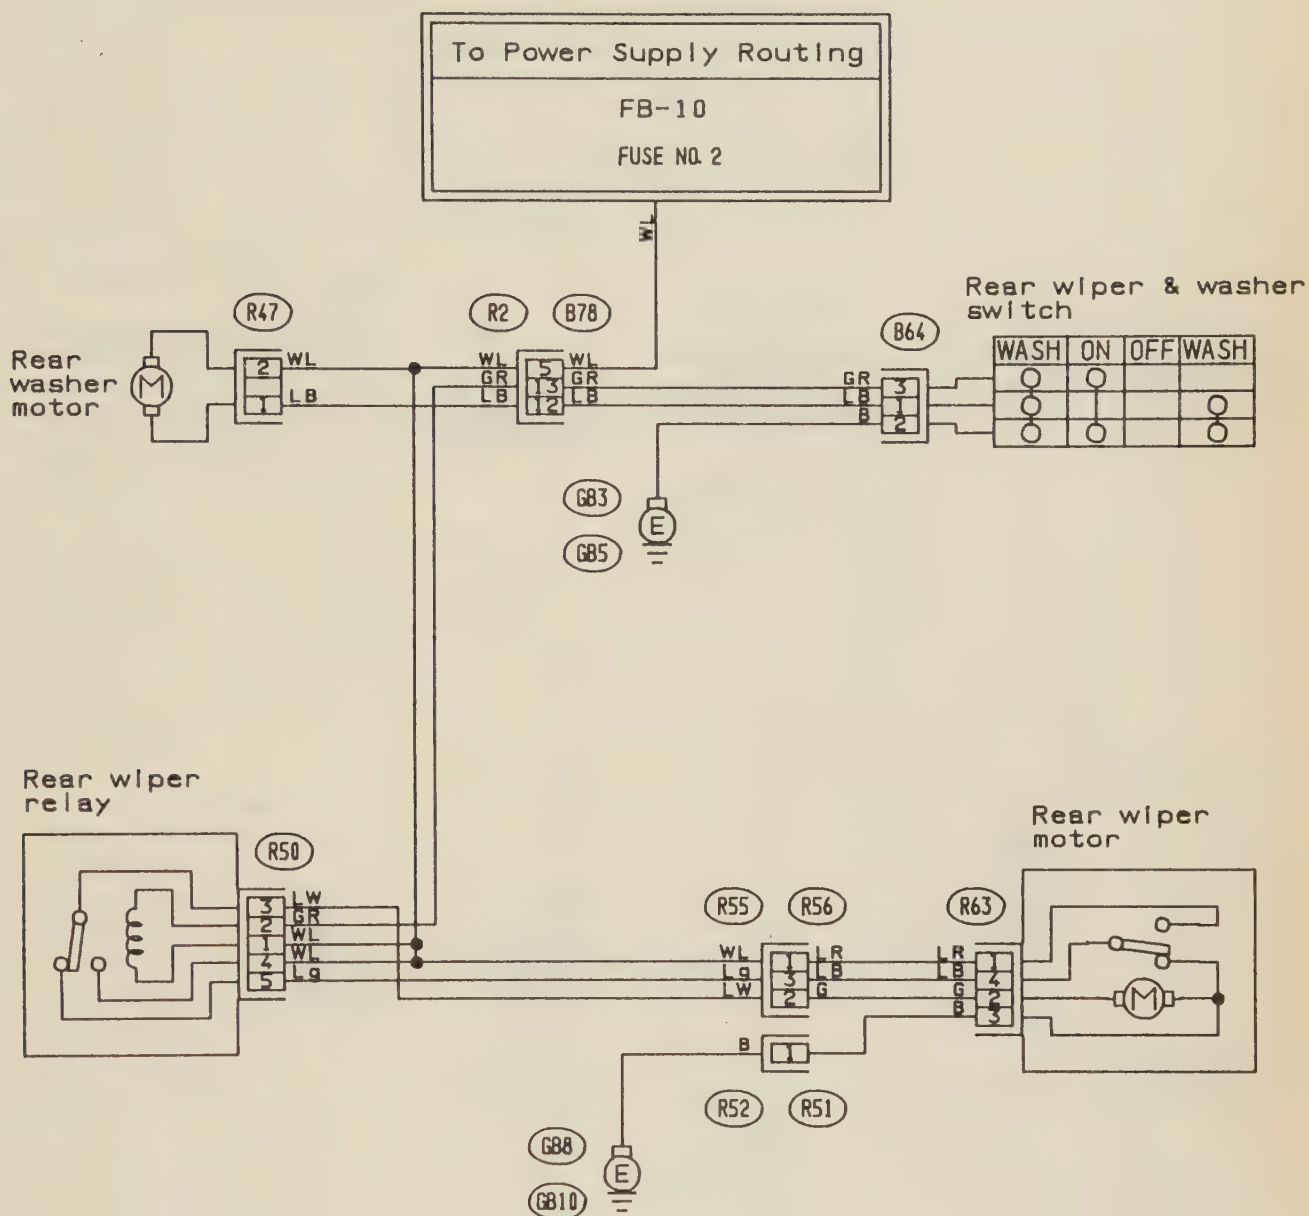 To Power Supply Routing
FB-10
FUSE NO. 2
WL
Rear wiper & washer
switch
R47
R2
B78
B64
WASH ON OFF WASH
Rear
washer
motor
M
2 WL
1 LB
WL 5 WL
GR 13 GR
LB 12 LB
GR 3
LB 1
B 2
GB3
E
GB5
Rear wiper
relay
Rear wiper
motor
R50
3 LW
2 GR
1 WL
4 WL
5 Lg
R55
R56
R63
WL 1 LR
Lg 3 LB
LW 2 G
LR 1
LB 4
G 2
B 3
M
B 1
R52
R51
GB8
E
GB10